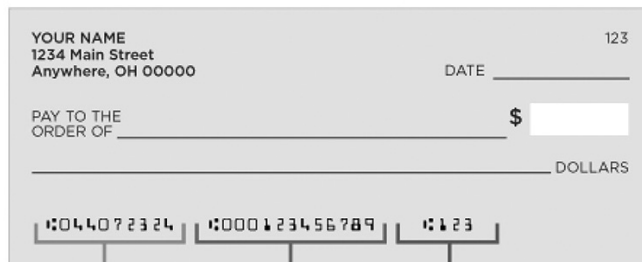 YOUR NAME
123
1234 Main Street
Anywhere, OH 00000
DATE
PAY TO THE
ORDER OF
$
DOLLARS
⑆044072324 ⑆000123456789 ⑆123